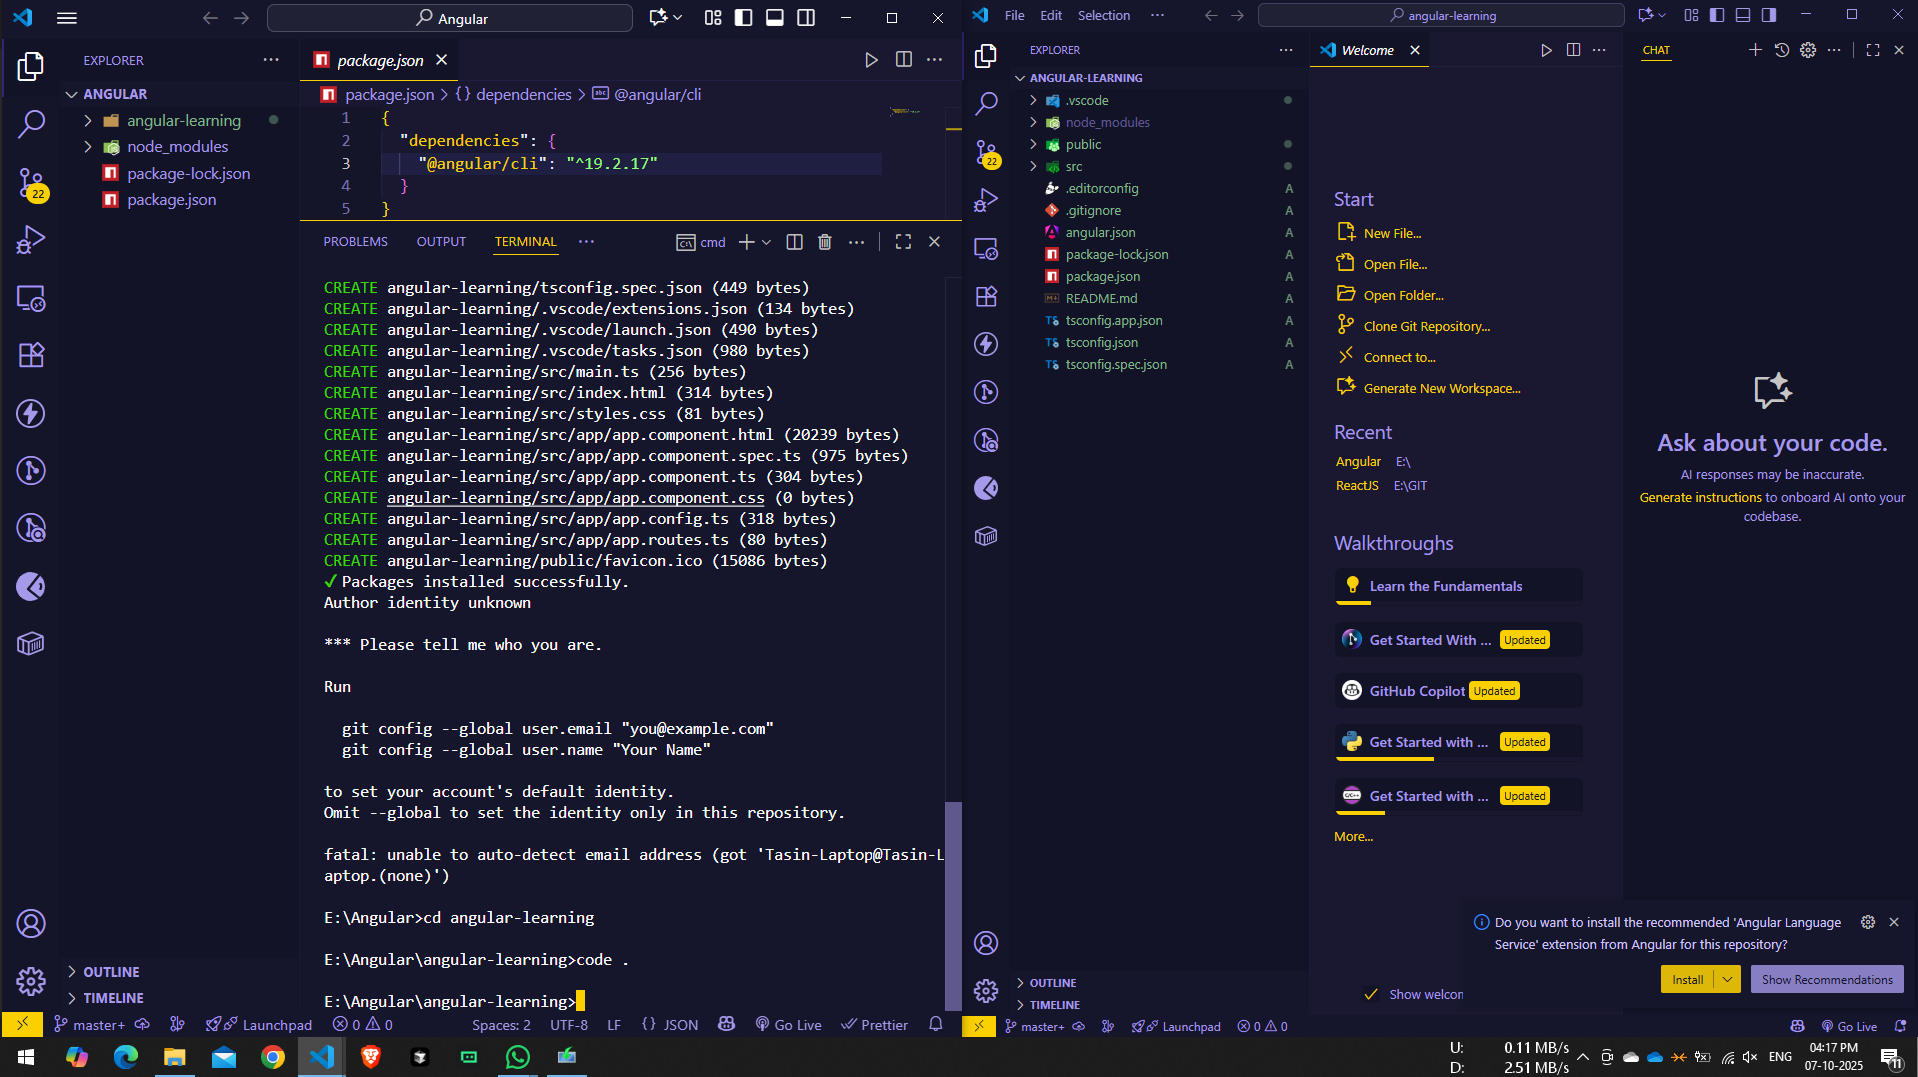 Angular
EXPLORER
ANGULAR
angular-learning
node_modules
package-lock.json
package.json
22
package.json
package.json > {} dependencies > @angular/cli
1 {
2 "dependencies": {
3 "@angular/cli": "^19.2.17"
4 }
5 }
PROBLEMS OUTPUT TERMINAL
cmd
CREATE angular-learning/tsconfig.spec.json (449 bytes)
CREATE angular-learning/.vscode/extensions.json (134 bytes)
CREATE angular-learning/.vscode/launch.json (490 bytes)
CREATE angular-learning/.vscode/tasks.json (980 bytes)
CREATE angular-learning/src/main.ts (256 bytes)
CREATE angular-learning/src/index.html (314 bytes)
CREATE angular-learning/src/styles.css (81 bytes)
CREATE angular-learning/src/app/app.component.html (20239 bytes)
CREATE angular-learning/src/app/app.component.spec.ts (975 bytes)
CREATE angular-learning/src/app/app.component.ts (304 bytes)
CREATE angular-learning/src/app/app.component.css (0 bytes)
CREATE angular-learning/src/app/app.config.ts (318 bytes)
CREATE angular-learning/src/app/app.routes.ts (80 bytes)
CREATE angular-learning/public/favicon.ico (15086 bytes)
✓ Packages installed successfully.
Author identity unknown
*** Please tell me who you are.
Run
git config --global user.email "you@example.com"
git config --global user.name "Your Name"
to set your account's default identity.
Omit --global to set the identity only in this repository.
fatal: unable to auto-detect email address (got 'Tasin-Laptop@Tasin-L
aptop.(none)')
E:\Angular>cd angular-learning
E:\Angular\angular-learning>code .
E:\Angular\angular-learning>
OUTLINE
TIMELINE
master+ Launchpad 0 0 Spaces: 2 UTF-8 LF {} JSON Go Live Prettier
File Edit Selection
angular-learning
EXPLORER
ANGULAR-LEARNING
.vscode
node_modules
public
src
.editorconfig A
.gitignore A
angular.json A
package-lock.json A
package.json A
README.md A
tsconfig.app.json A
tsconfig.json A
tsconfig.spec.json A
22
OUTLINE
TIMELINE
Welcome
Start
New File...
Open File...
Open Folder...
Clone Git Repository...
Connect to...
Generate New Workspace...
Recent
Angular E:\
ReactJS E:\GIT
Walkthroughs
Learn the Fundamentals
Get Started With ... Updated
GitHub Copilot Updated
Get Started with ... Updated
Get Started with ... Updated
More...
Show welcon
CHAT
Ask about your code.
AI responses may be inaccurate.
Generate instructions to onboard AI onto your
codebase.
Do you want to install the recommended 'Angular Language
Service' extension from Angular for this repository?
Install
Show Recommendations
master+ Launchpad 0 0 Go Live
U: 0.11 MB/s
D: 2.51 MB/s
ENG
04:17 PM
07-10-2025
11